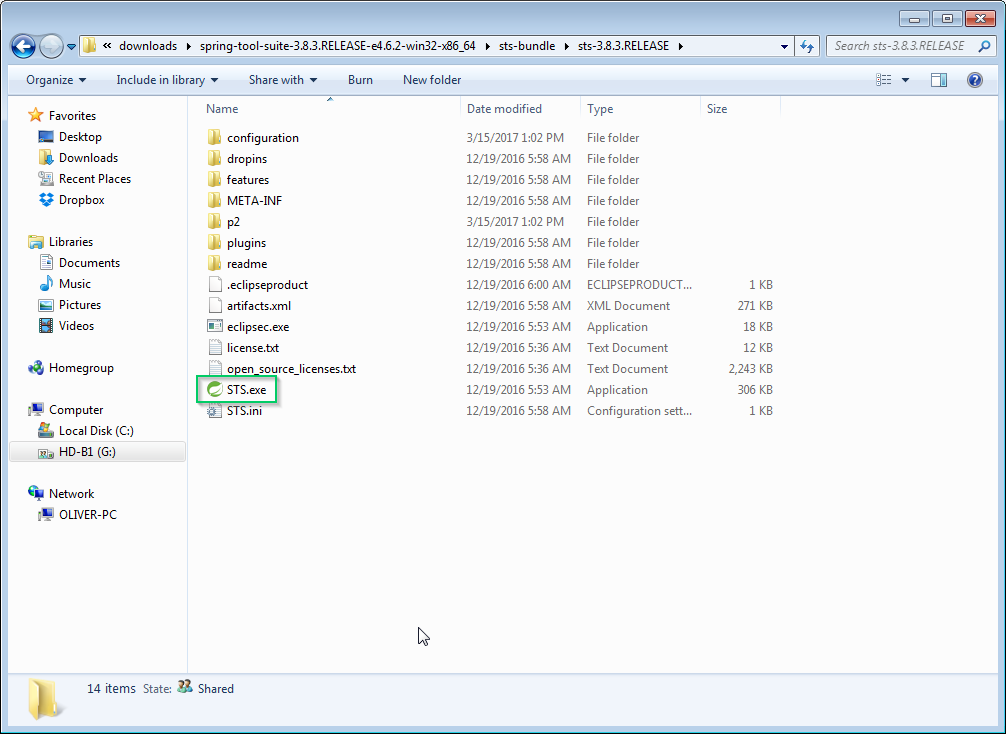 « downloads spring-tool-suite-3.8.3.RELEASE-e4.6.2-win32-x86_64 sts-bundle sts-3.8.3.RELEASE Search sts-3.8.3.RELEASE
Organize Include in library Share with Burn New folder
Name Date modified Type Size
Favorites
Desktop
Downloads
Recent Places
Dropbox
Libraries
Documents
Music
Pictures
Videos
Homegroup
Computer
Local Disk (C:)
HD-B1 (G:)
Network
OLIVER-PC
configuration 3/15/2017 1:02 PM File folder
dropins 12/19/2016 5:58 AM File folder
features 12/19/2016 5:58 AM File folder
META-INF 12/19/2016 5:58 AM File folder
p2 3/15/2017 1:02 PM File folder
plugins 12/19/2016 5:58 AM File folder
readme 12/19/2016 5:58 AM File folder
.eclipseproduct 12/19/2016 6:00 AM ECLIPSEPRODUCT... 1 KB
artifacts.xml 12/19/2016 5:58 AM XML Document 271 KB
eclipsec.exe 12/19/2016 5:53 AM Application 18 KB
license.txt 12/19/2016 5:36 AM Text Document 12 KB
open_source_licenses.txt 12/19/2016 5:36 AM Text Document 2,243 KB
STS.exe 12/19/2016 5:53 AM Application 306 KB
STS.ini 12/19/2016 5:58 AM Configuration sett... 1 KB
14 items State: Shared